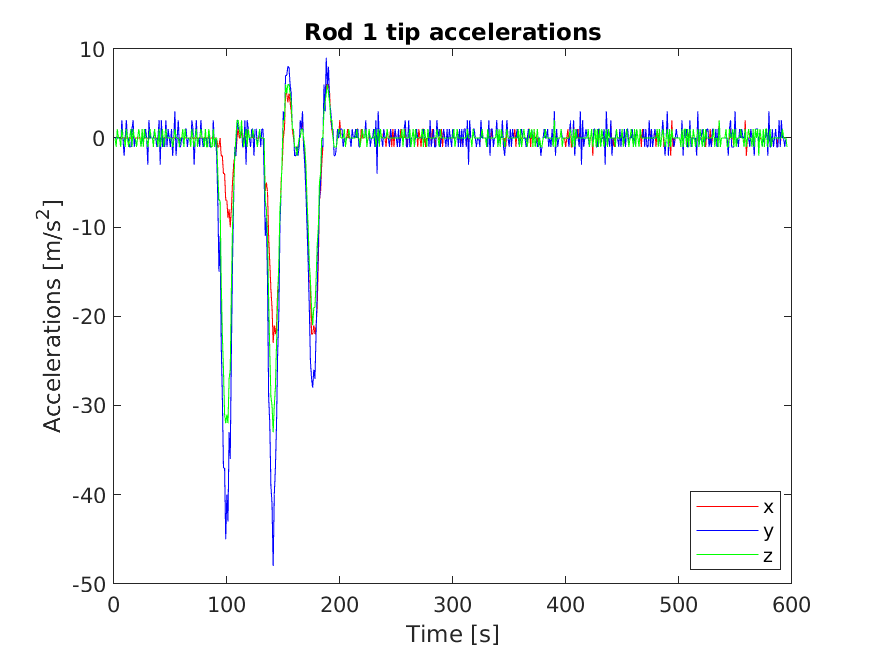 Rod 1 tip accelerations
Accelerations [m/s²]
10
0
-10
-20
-30
-40
-50
0 100 200 300 400 500 600
Time [s]
x
y
z